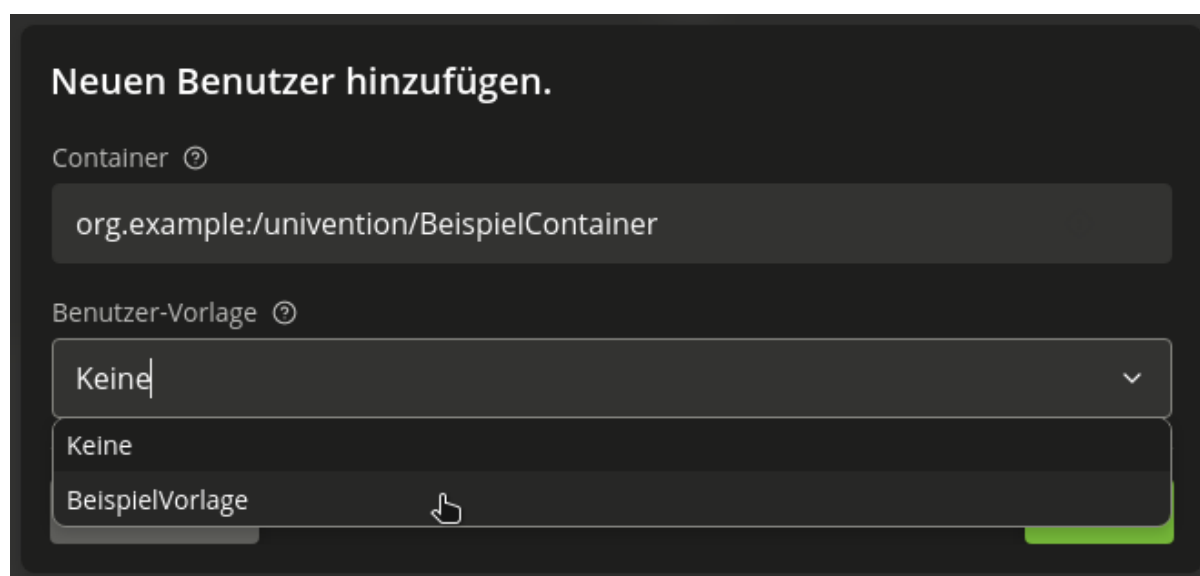 Neuen Benutzer hinzufügen.
Container
org.example:/univention/BeispielContainer
Benutzer-Vorlage
Keine
Keine
BeispielVorlage